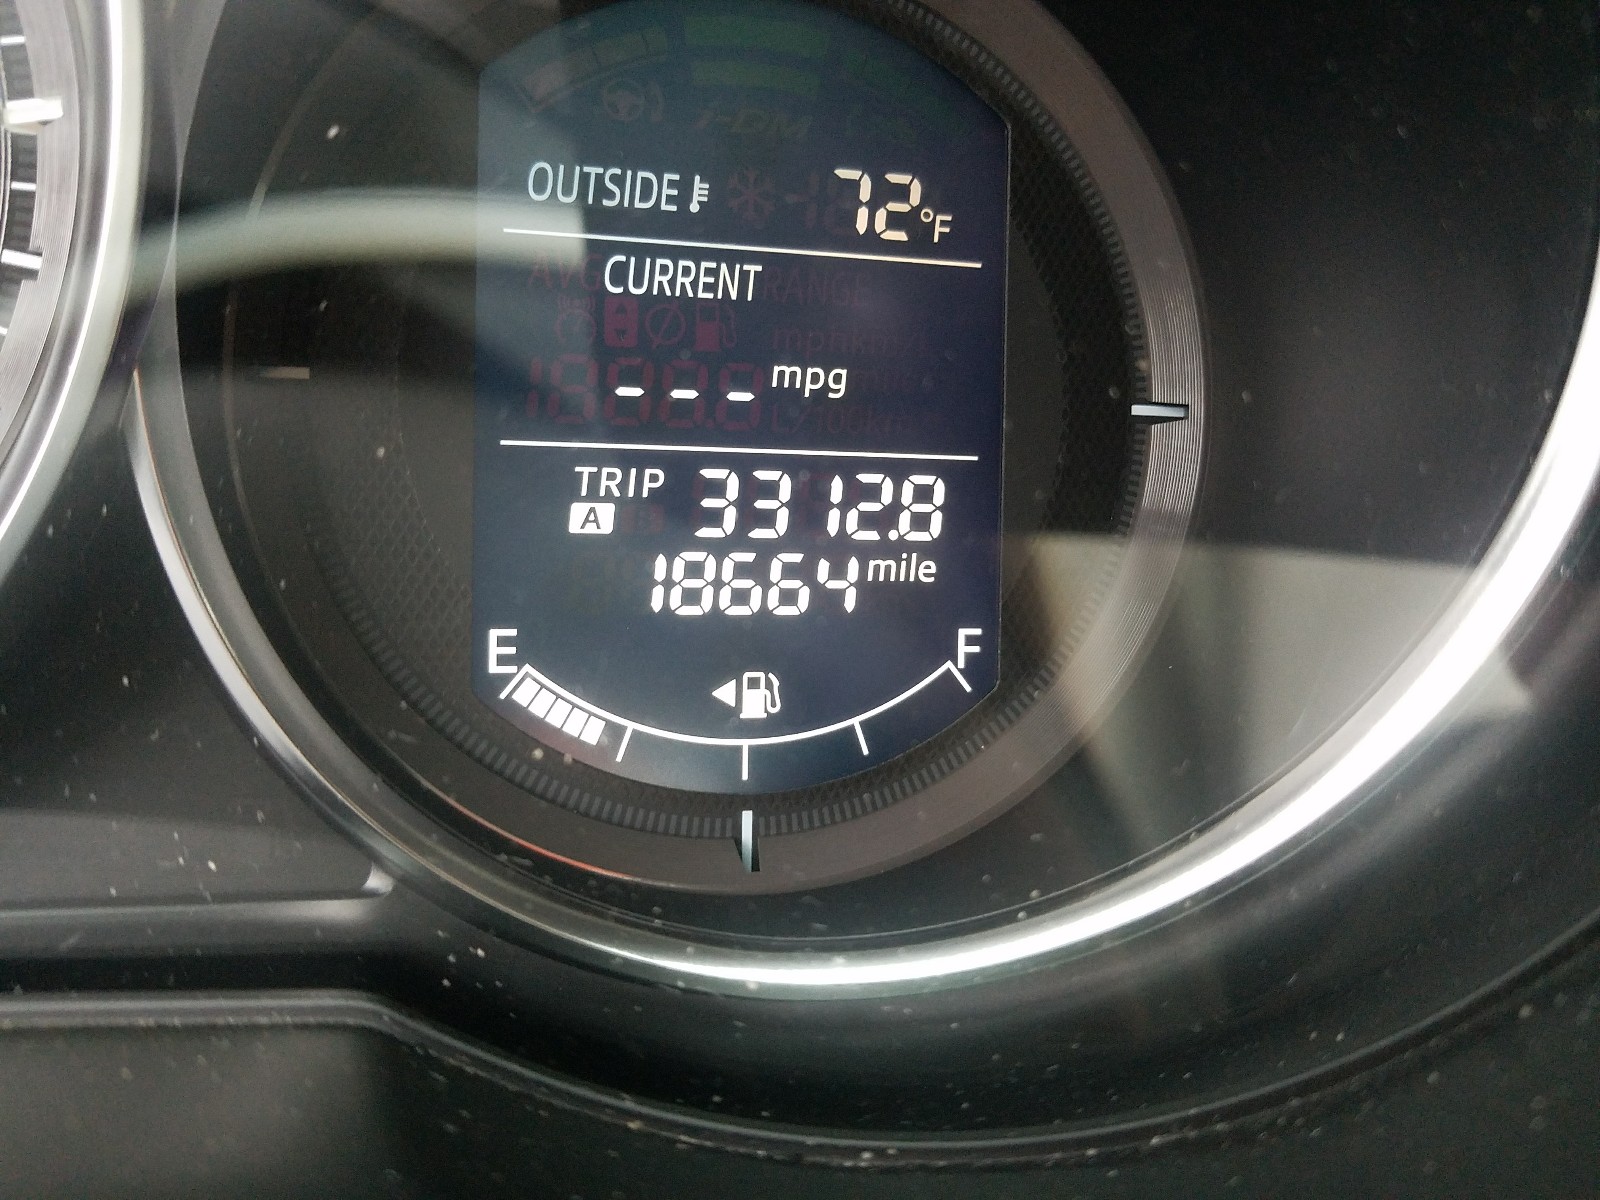 OUTSIDE 72°F
CURRENT
--- mpg
TRIP A 3312.8
18664 mile
E F